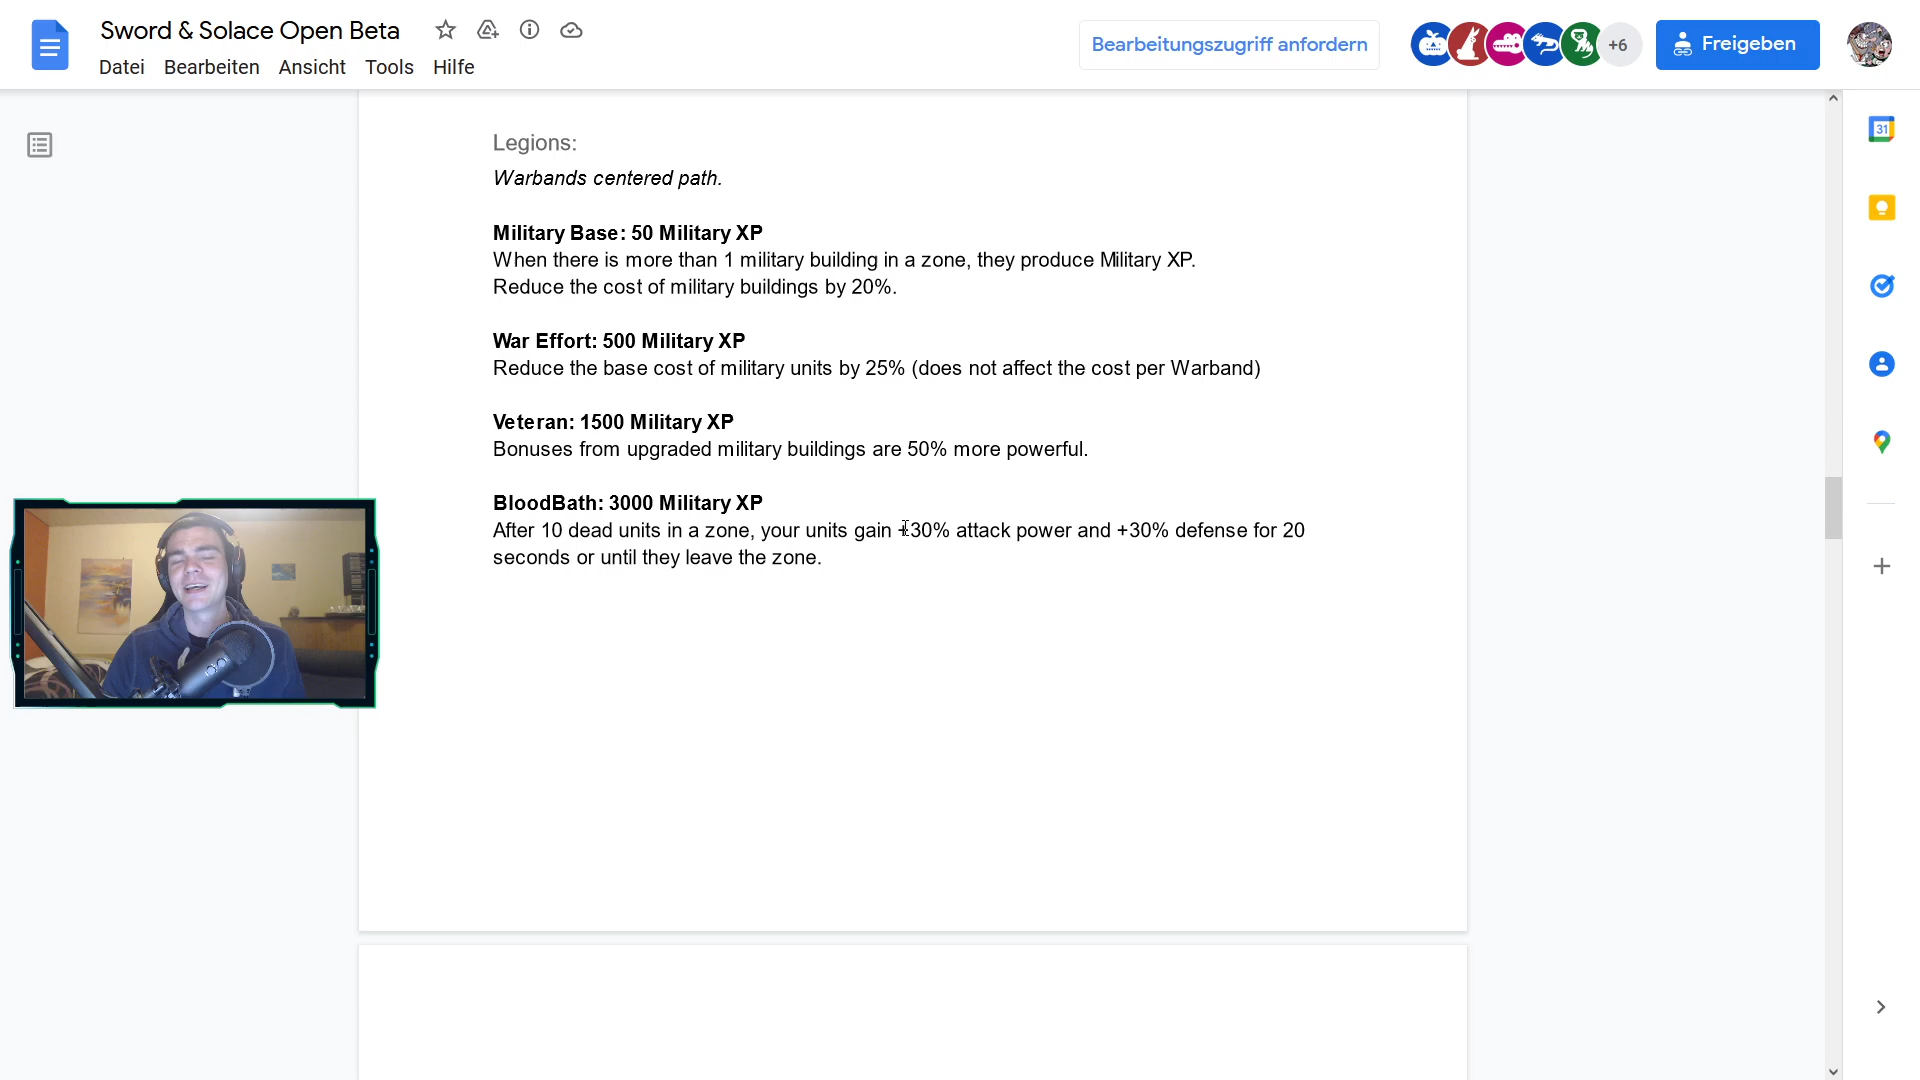 Sword & Solace Open Beta
Datei Bearbeiten Ansicht Tools Hilfe
Bearbeitungszugriff anfordern
+6
Freigeben
31
Legions:
Warbands centered path.
Military Base: 50 Military XP
When there is more than 1 military building in a zone, they produce Military XP.
Reduce the cost of military buildings by 20%.
War Effort: 500 Military XP
Reduce the base cost of military units by 25% (does not affect the cost per Warband)
Veteran: 1500 Military XP
Bonuses from upgraded military buildings are 50% more powerful.
BloodBath: 3000 Military XP
After 10 dead units in a zone, your units gain +30% attack power and +30% defense for 20
seconds or until they leave the zone.